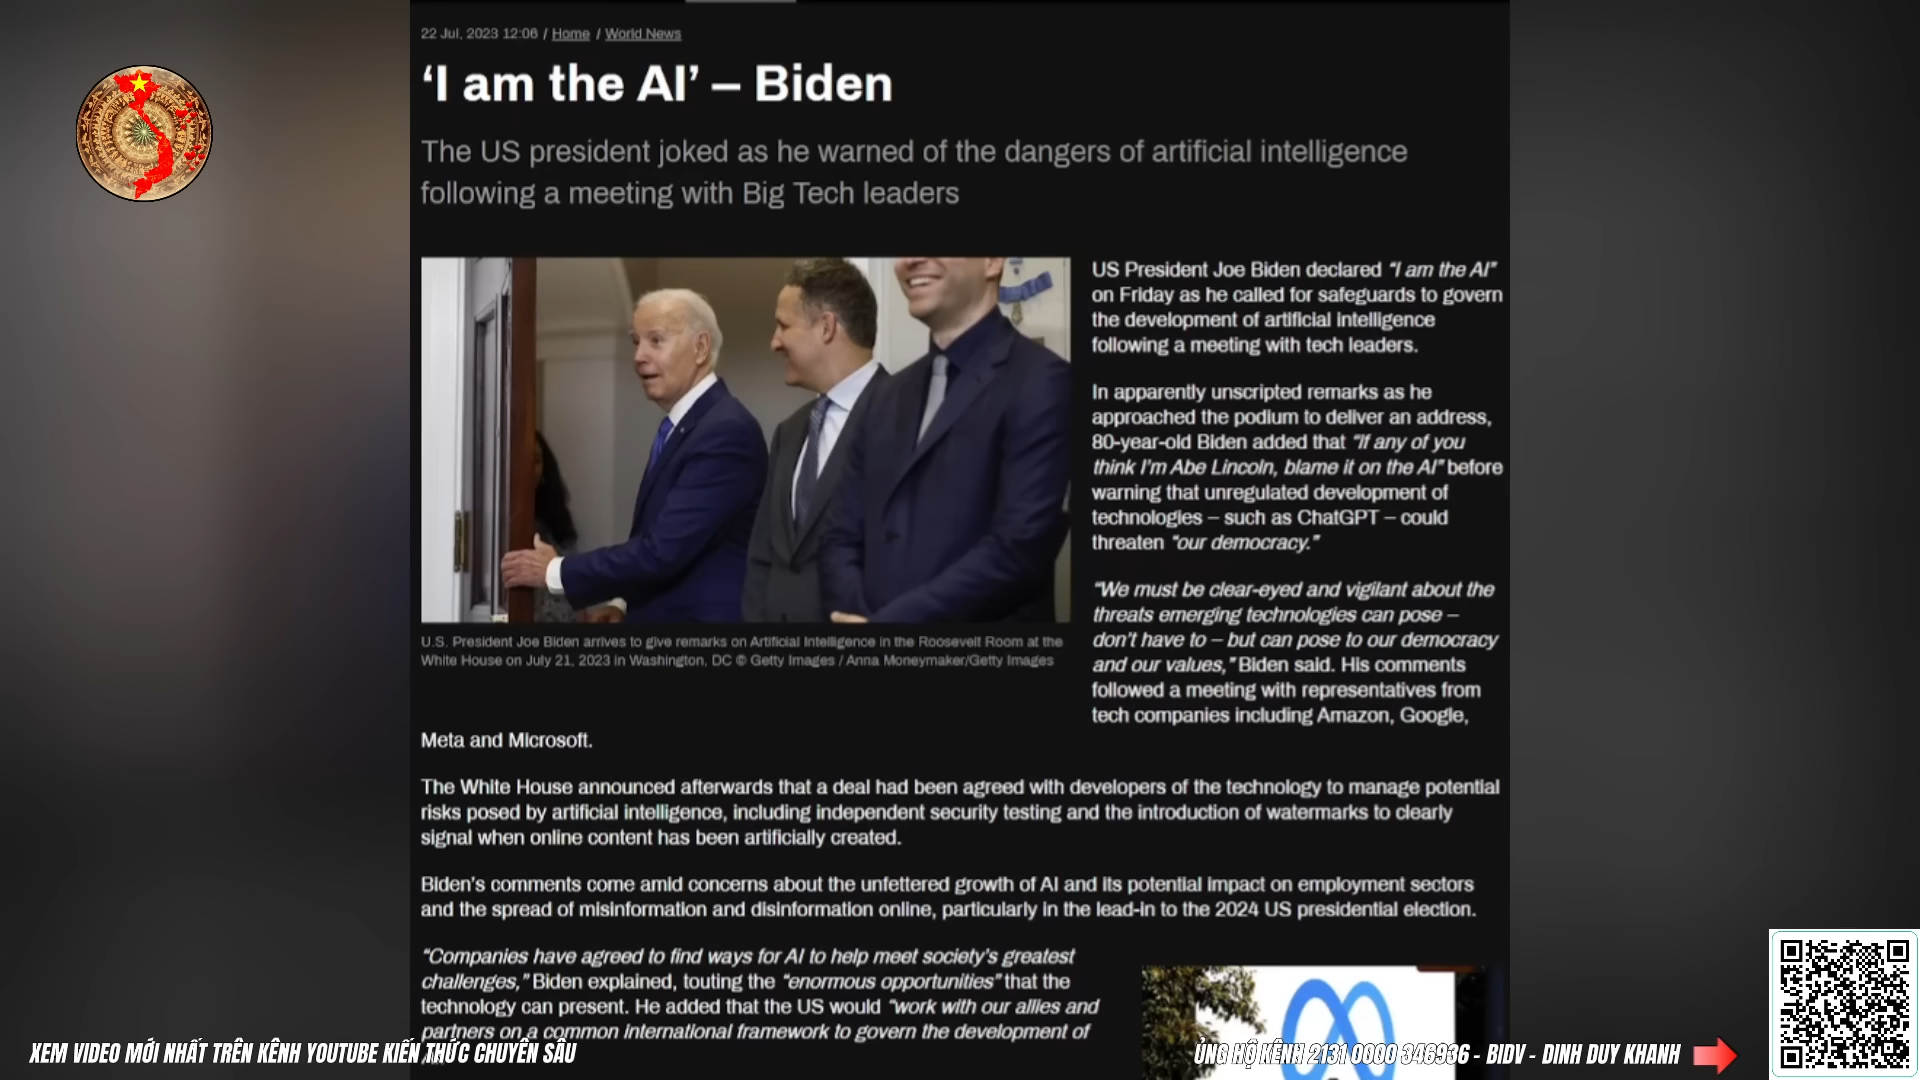 22 Jul, 2023 12:06 / Home / World News
‘I am the AI’ – Biden
The US president joked as he warned of the dangers of artificial intelligence
following a meeting with Big Tech leaders
US President Joe Biden declared “I am the AI”
on Friday as he called for safeguards to govern
the development of artificial intelligence
following a meeting with tech leaders.
In apparently unscripted remarks as he
approached the podium to deliver an address,
80-year-old Biden added that “If any of you
think I’m Abe Lincoln, blame it on the AI” before
warning that unregulated development of
technologies – such as ChatGPT – could
threaten “our democracy.”
“We must be clear-eyed and vigilant about the
threats emerging technologies can pose –
don’t have to – but can pose to our democracy
and our values,” Biden said. His comments
followed a meeting with representatives from
tech companies including Amazon, Google,
U.S. President Joe Biden arrives to give remarks on Artificial Intelligence in the Roosevelt Room at the
White House on July 21, 2023 in Washington, DC © Getty Images / Anna Moneymaker/Getty Images
Meta and Microsoft.
The White House announced afterwards that a deal had been agreed with developers of the technology to manage potential
risks posed by artificial intelligence, including independent security testing and the introduction of watermarks to clearly
signal when online content has been artificially created.
Biden’s comments come amid concerns about the unfettered growth of AI and its potential impact on employment sectors
and the spread of misinformation and disinformation online, particularly in the lead-in to the 2024 US presidential election.
“Companies have agreed to find ways for AI to help meet society’s greatest
challenges,” Biden explained, touting the “enormous opportunities” that the
technology can present. He added that the US would “work with our allies and
partners on a common international framework to govern the development of
XEM VIDEO MỚI NHẤT TRÊN KÊNH YOUTUBE KIẾN THỨC CHUYÊN SÂU
ỦNG HỘ KÊNH 2131 0000 346936 - BIDV - DINH DUY KHANH